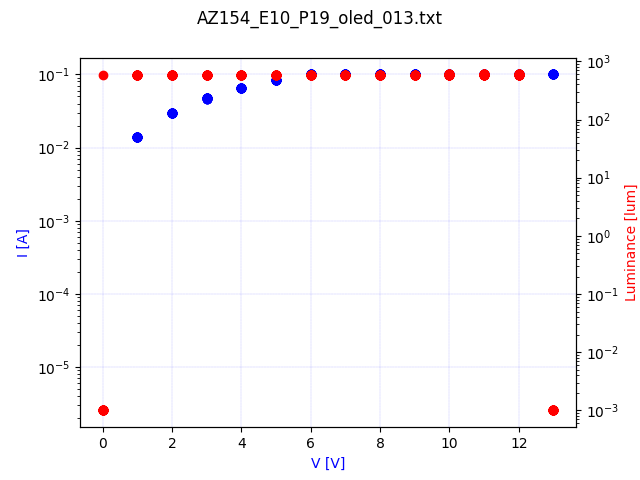 AZ154_E10_P19_oled_013.txt
10⁻¹
10⁻²
10⁻³
10⁻⁴
10⁻⁵
I [A]
10³
10²
10¹
10⁰
10⁻¹
10⁻²
10⁻³
Luminance [lum]
0 2 4 6 8 10 12
V [V]